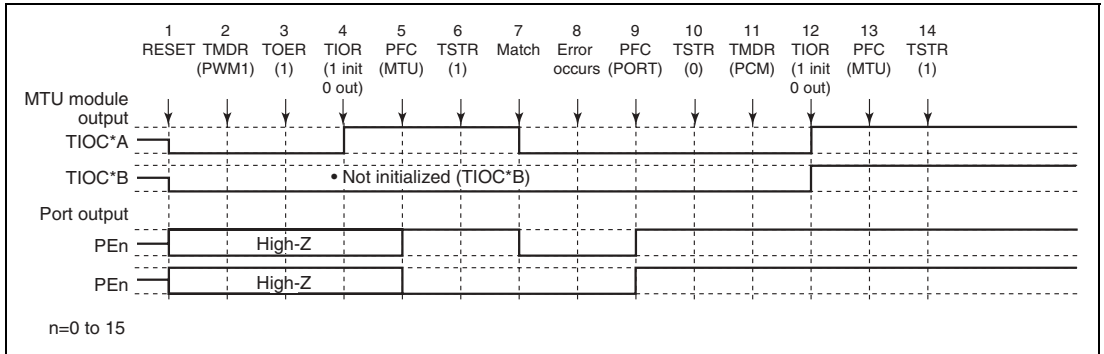 1 2 3 4 5 6 7 8 9 10 11 12 13 14
RESET TMDR TOER TIOR PFC TSTR Match Error PFC TSTR TMDR TIOR PFC TSTR
(PWM1) (1) (1 init (MTU) (1) occurs (PORT) (0) (PCM) (1 init (MTU) (1)
0 out) 0 out)
MTU module
output
TIOC*A
TIOC*B
• Not initialized (TIOC*B)
Port output
PEn
High-Z
PEn
High-Z
n=0 to 15